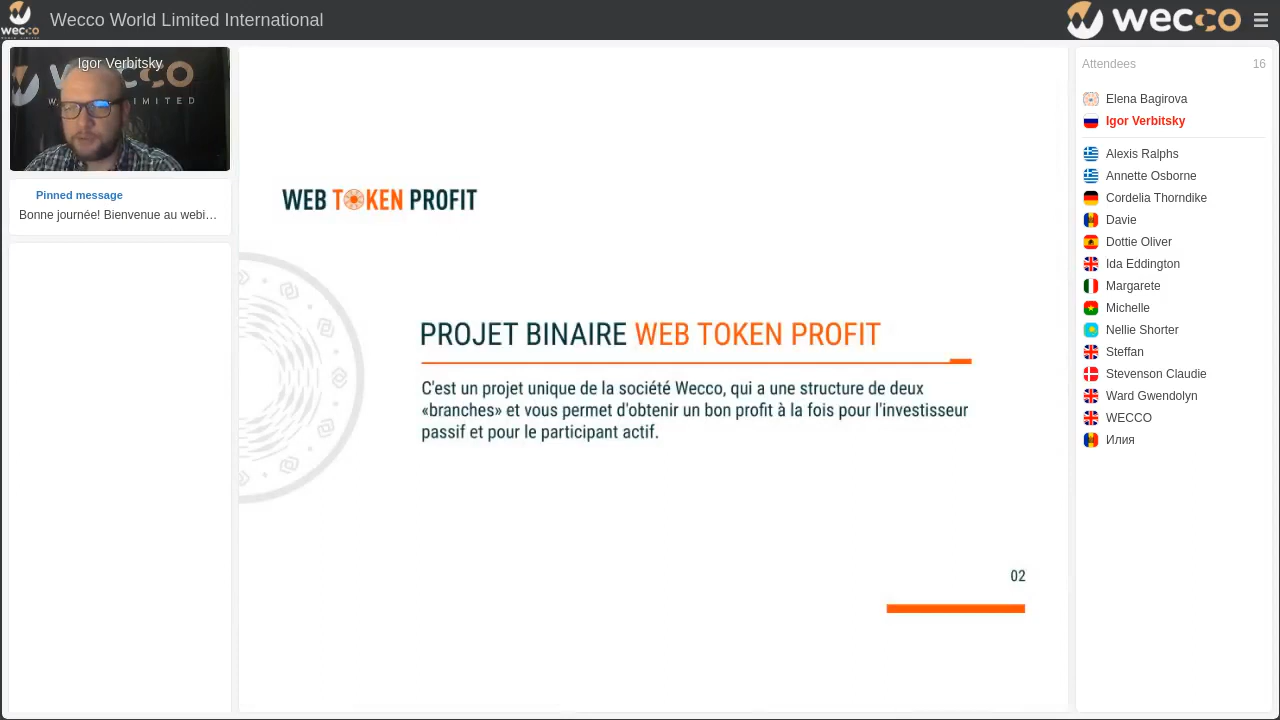 wecco
Wecco World Limited International
wecco
Igor Verbitsky
Pinned message
Bonne journée! Bienvenue au webi…
WEB TOKEN PROFIT
PROJET BINAIRE WEB TOKEN PROFIT
C'est un projet unique de la société Wecco, qui a une structure de deux
«branches» et vous permet d'obtenir un bon profit à la fois pour l'investisseur
passif et pour le participant actif.
02
Attendees 16
Elena Bagirova
Igor Verbitsky
Alexis Ralphs
Annette Osborne
Cordelia Thorndike
Davie
Dottie Oliver
Ida Eddington
Margarete
Michelle
Nellie Shorter
Steffan
Stevenson Claudie
Ward Gwendolyn
WECCO
Илия